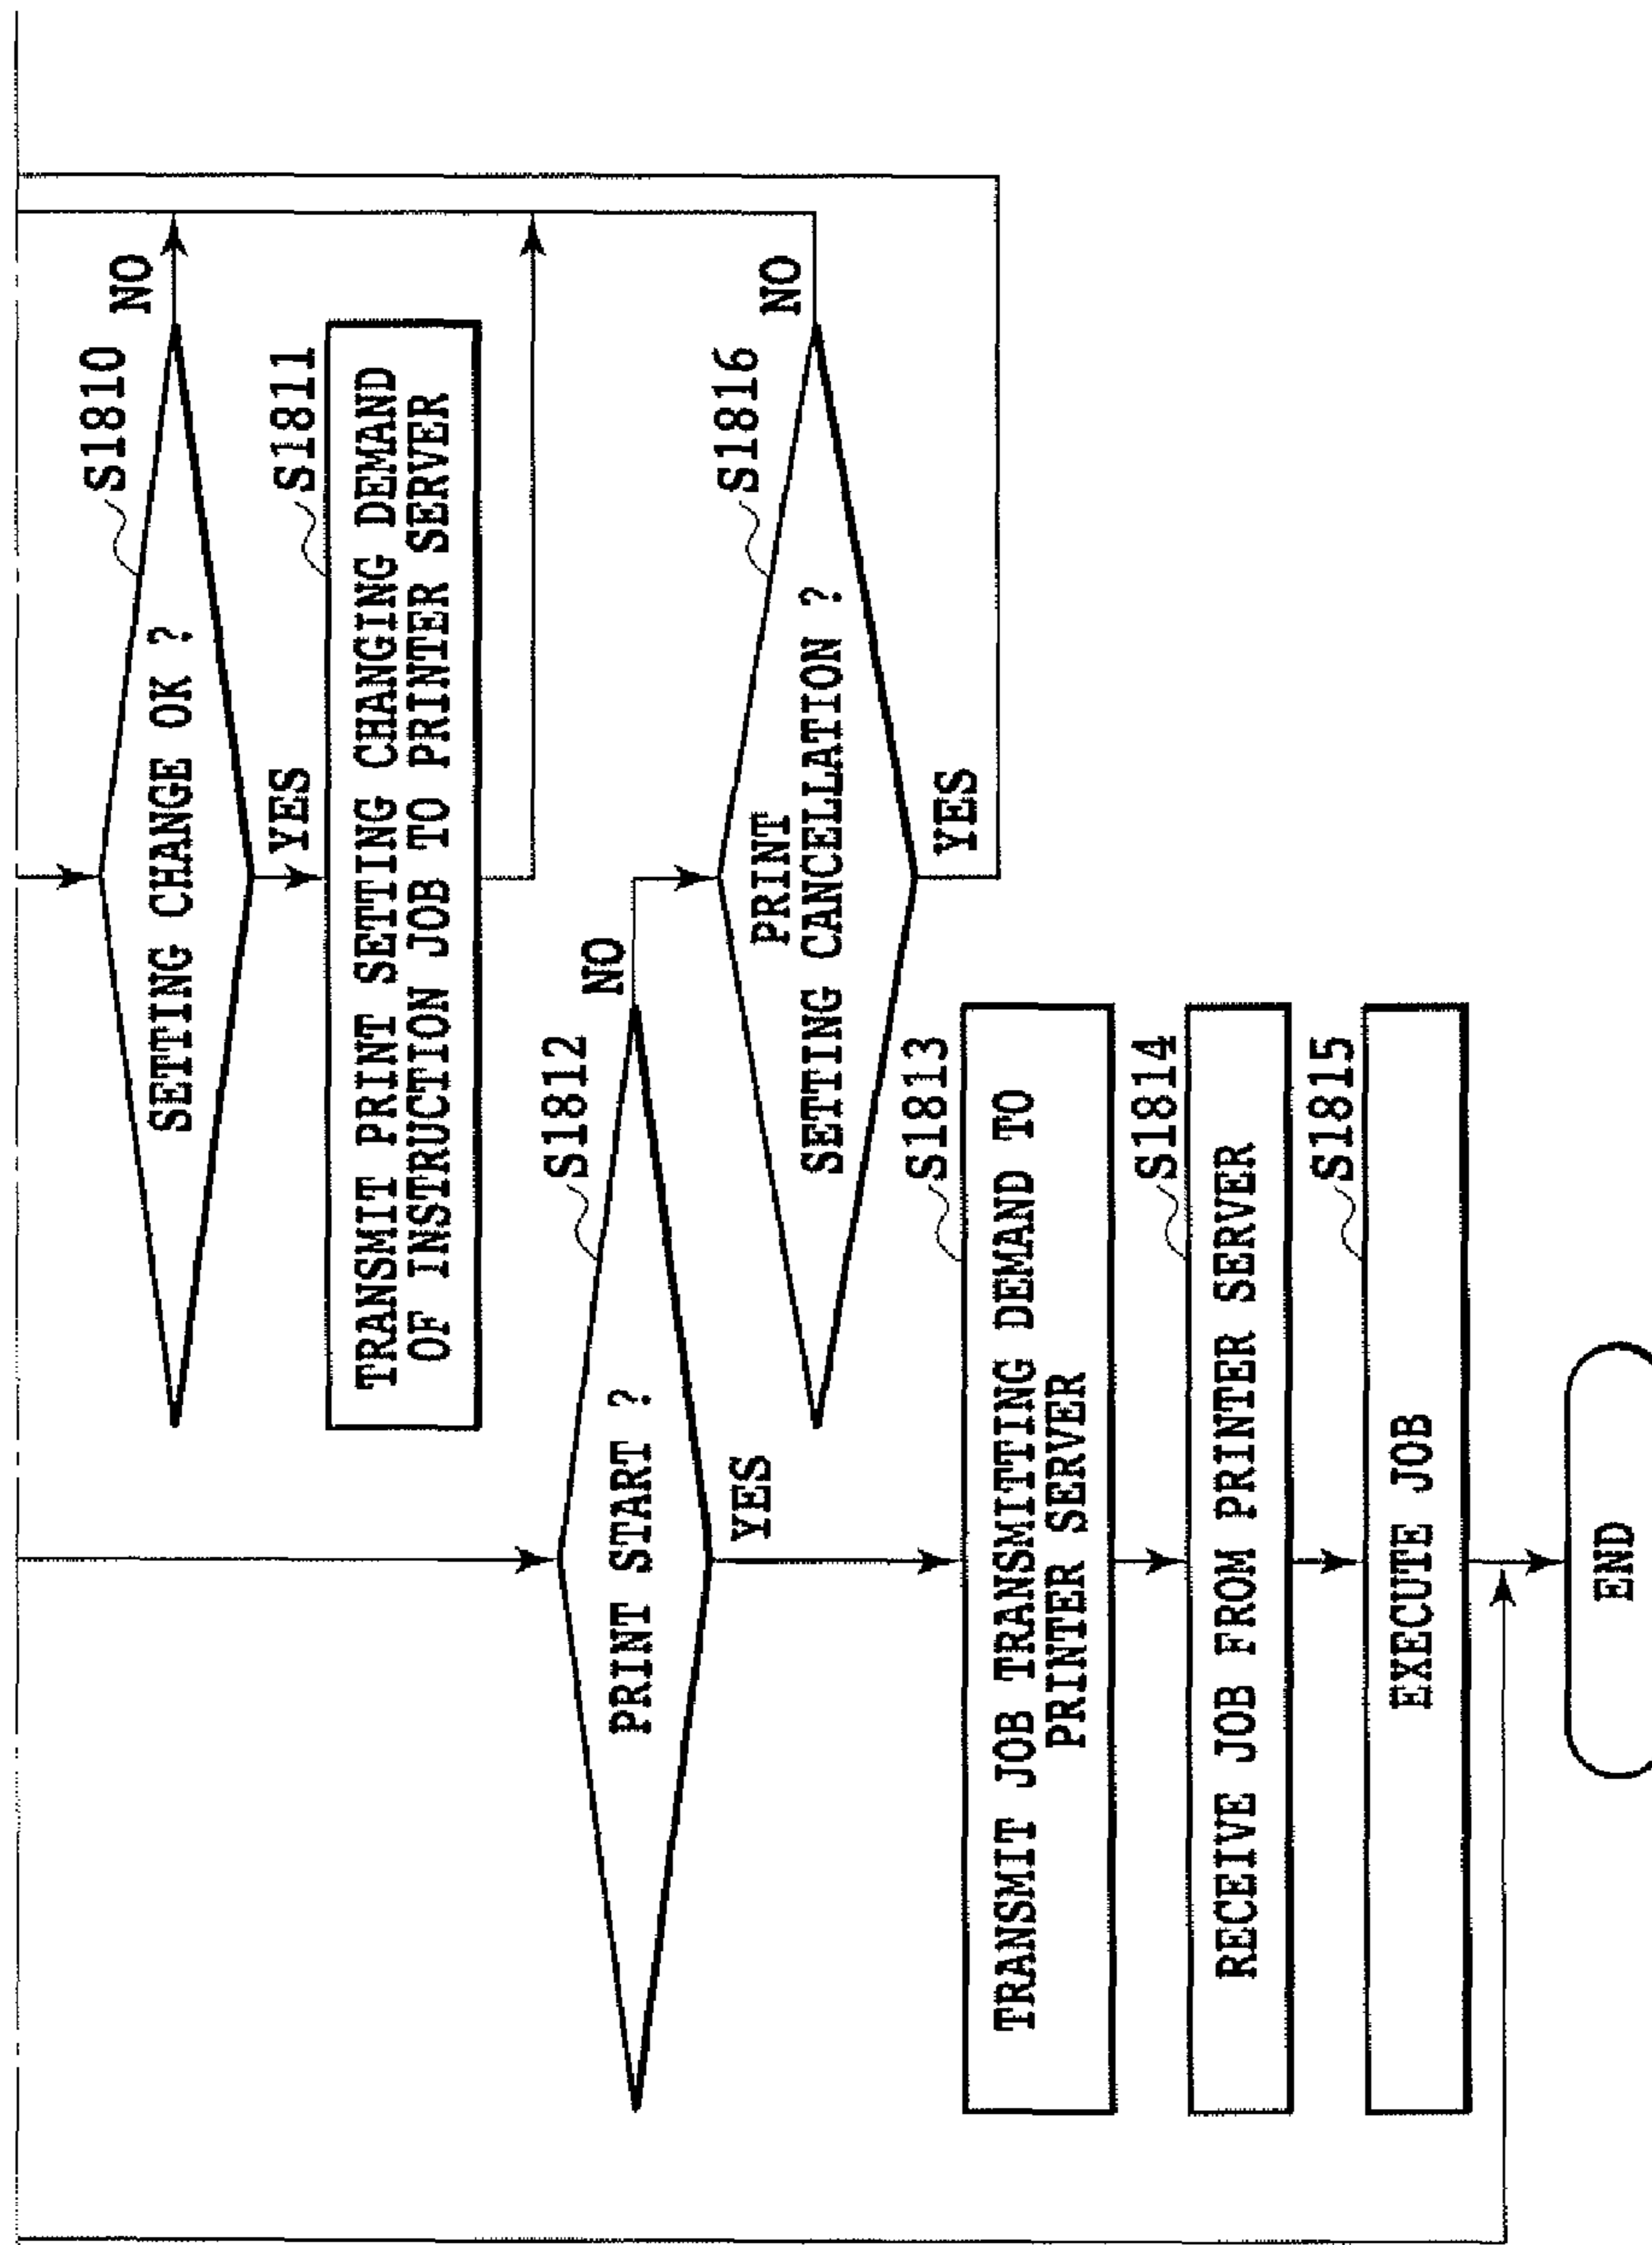 S1810
SETTING CHANGE OK ?
NO
YES
S1811
TRANSMIT PRINT SETTING CHANGING DEMAND
OF INSTRUCTION JOB TO PRINTER SERVER
S1812
PRINT START ?
NO
YES
S1816
PRINT
SETTING CANCELLATION ?
NO
YES
S1813
TRANSMIT JOB TRANSMITTING DEMAND TO
PRINTER SERVER
S1814
RECEIVE JOB FROM PRINTER SERVER
S1815
EXECUTE JOB
END